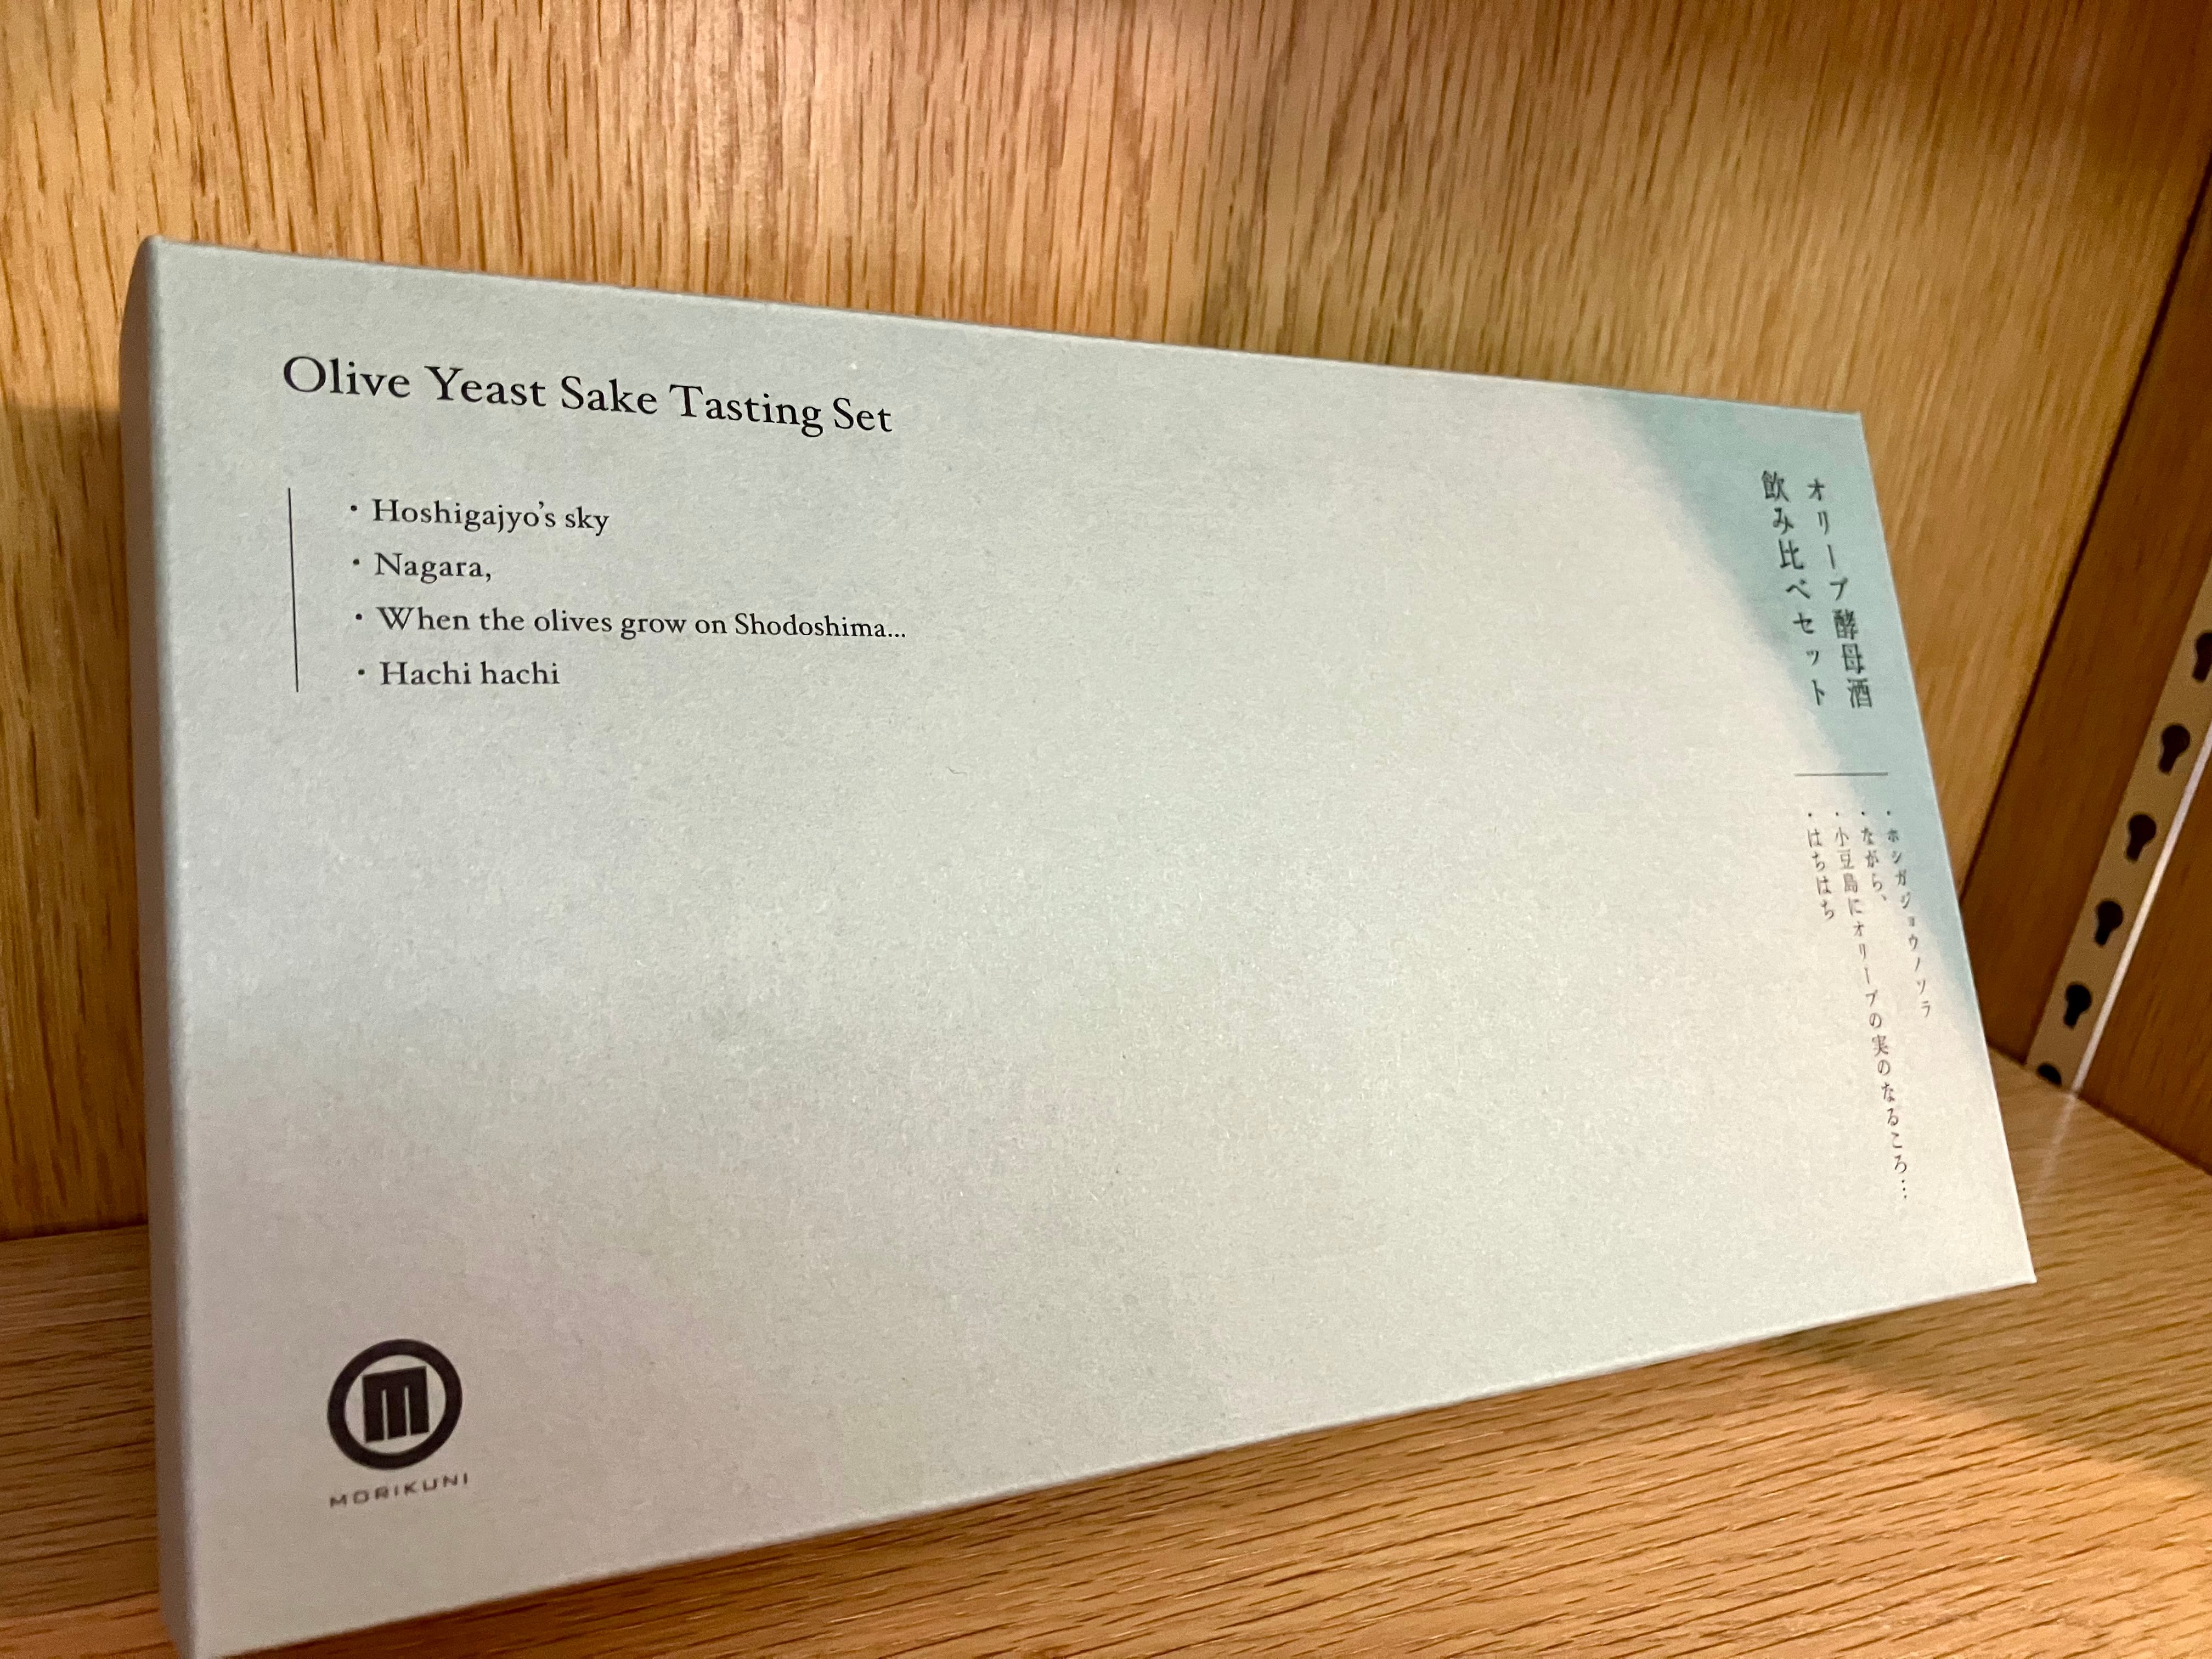 Olive Yeast Sake Tasting Set
・Hoshigajyo's sky
・Nagara,
・When the olives grow on Shodoshima...
・Hachi hachi
オリーブ酵母酒
飲み比べセット
・ホシガジョウノソラ
・ながら、
・小豆島にオリーブの実のなるころ…
・はちはち
m
MORIKUNI